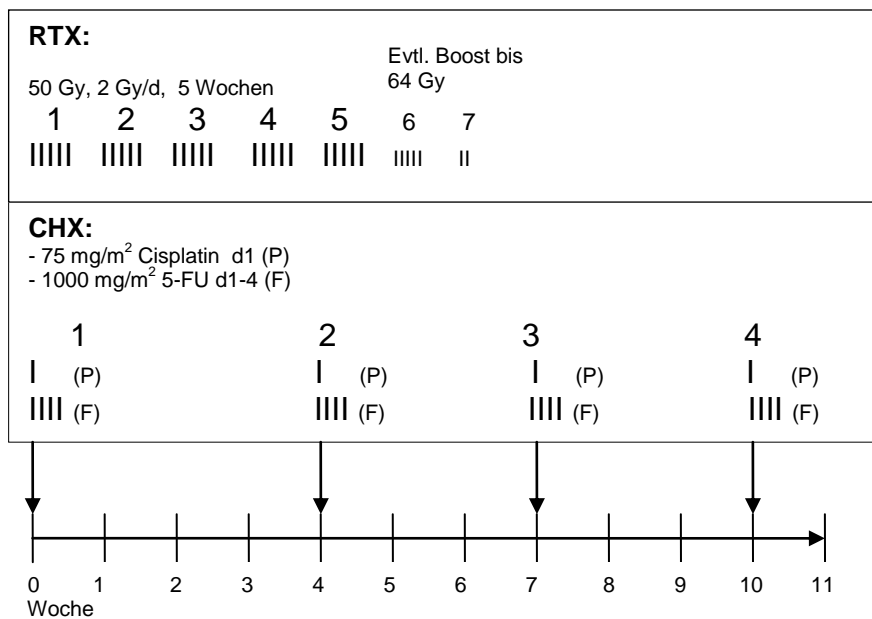 RTX:
Evtl. Boost bis
64 Gy
50 Gy, 2 Gy/d, 5 Wochen
1 2 3 4 5 6 7
IIIII IIIII IIIII IIIII IIIII IIIII II
CHX:
- 75 mg/m² Cisplatin d1 (P)
- 1000 mg/m² 5-FU d1-4 (F)
1 2 3 4
I (P) I (P) I (P) I (P)
IIII (F) IIII (F) IIII (F) IIII (F)
0 1 2 3 4 5 6 7 8 9 10 11
Woche